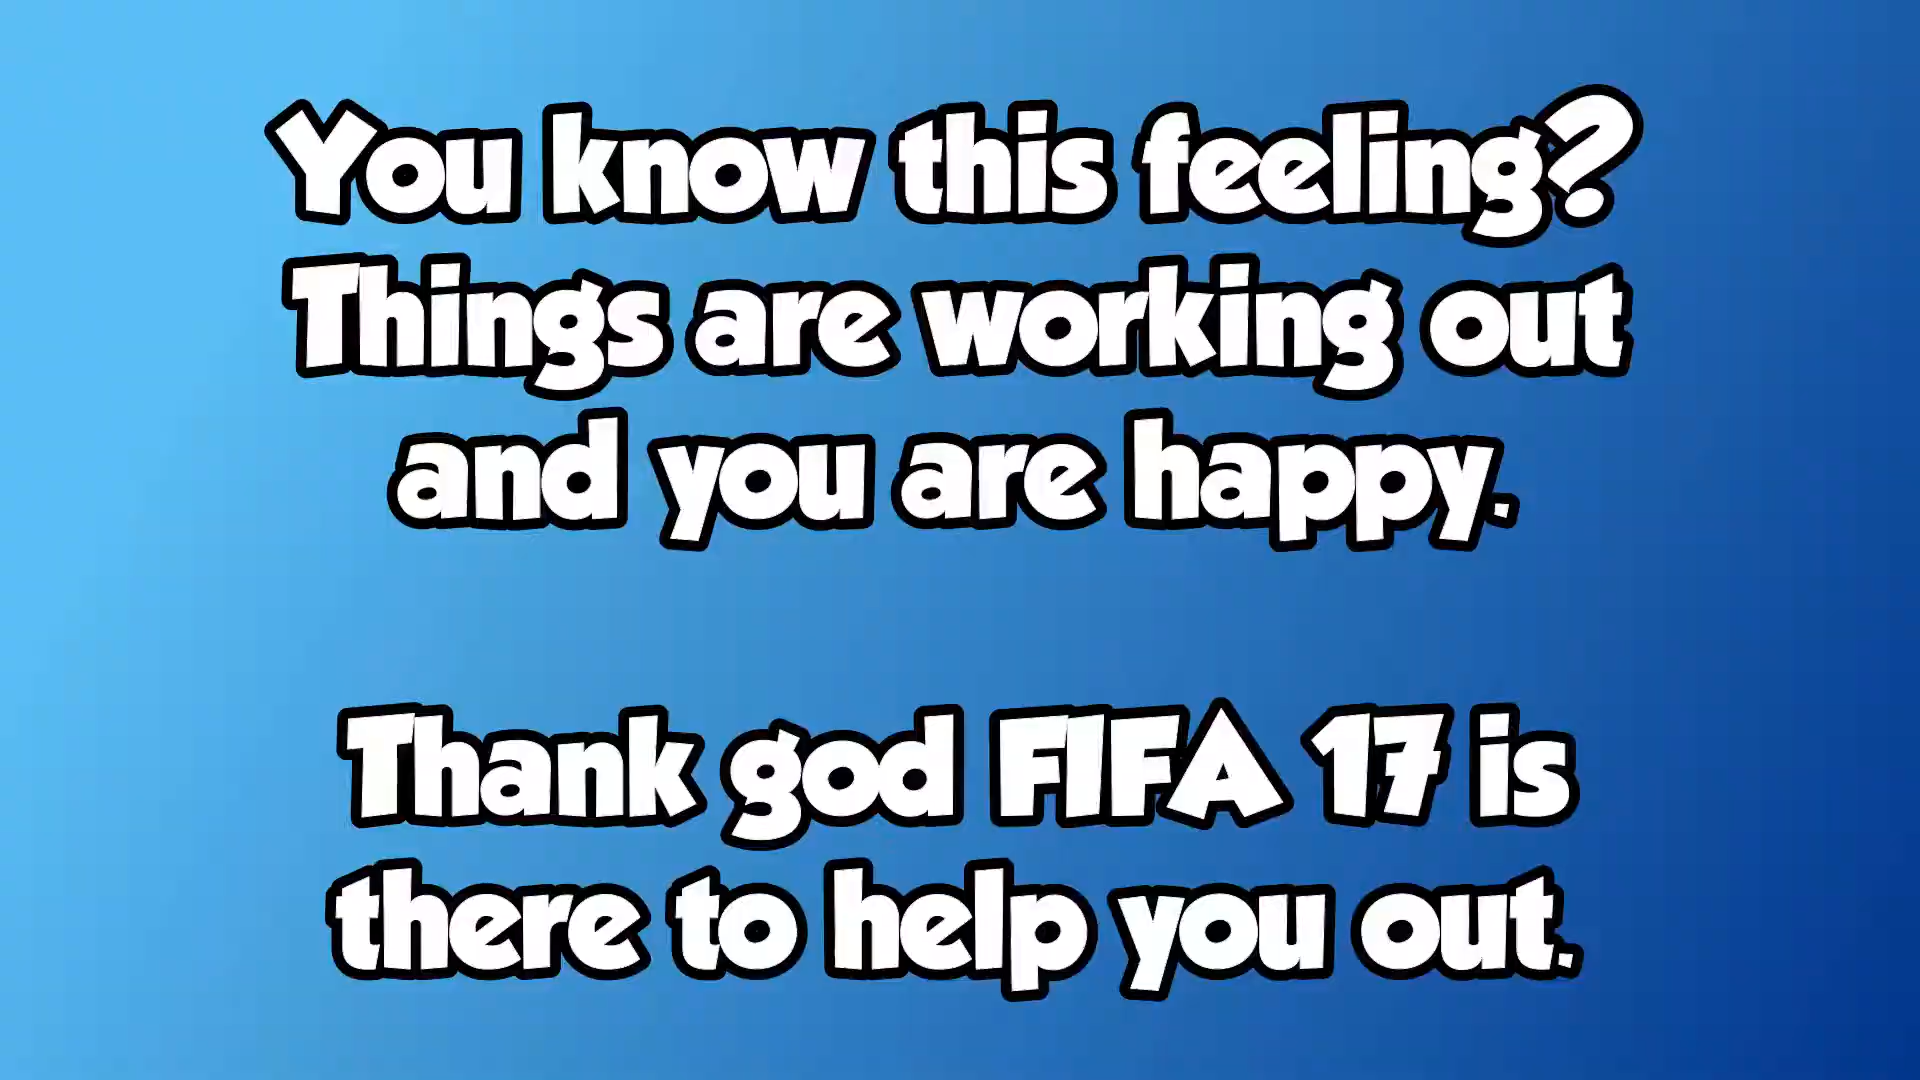 You know this feeling?
Things are working out
and you are happy.
Thank god FIFA 17 is
there to help you out.